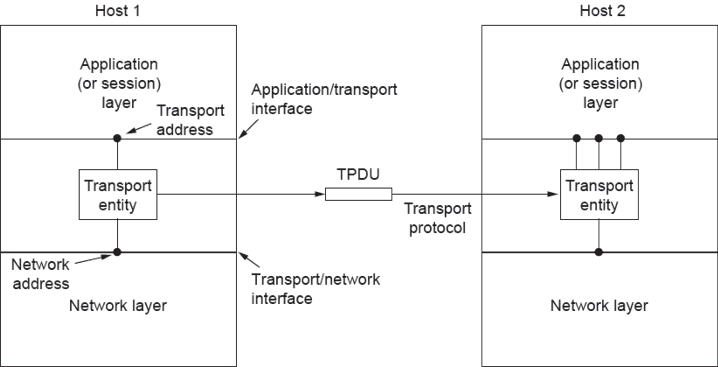 Host 1
Host 2
Application
(or session)
layer
Transport
address
Application/transport
interface
Application
(or session)
layer
Transport
entity
TPDU
Transport
protocol
Transport
entity
Network
address
Transport/network
interface
Network layer
Network layer